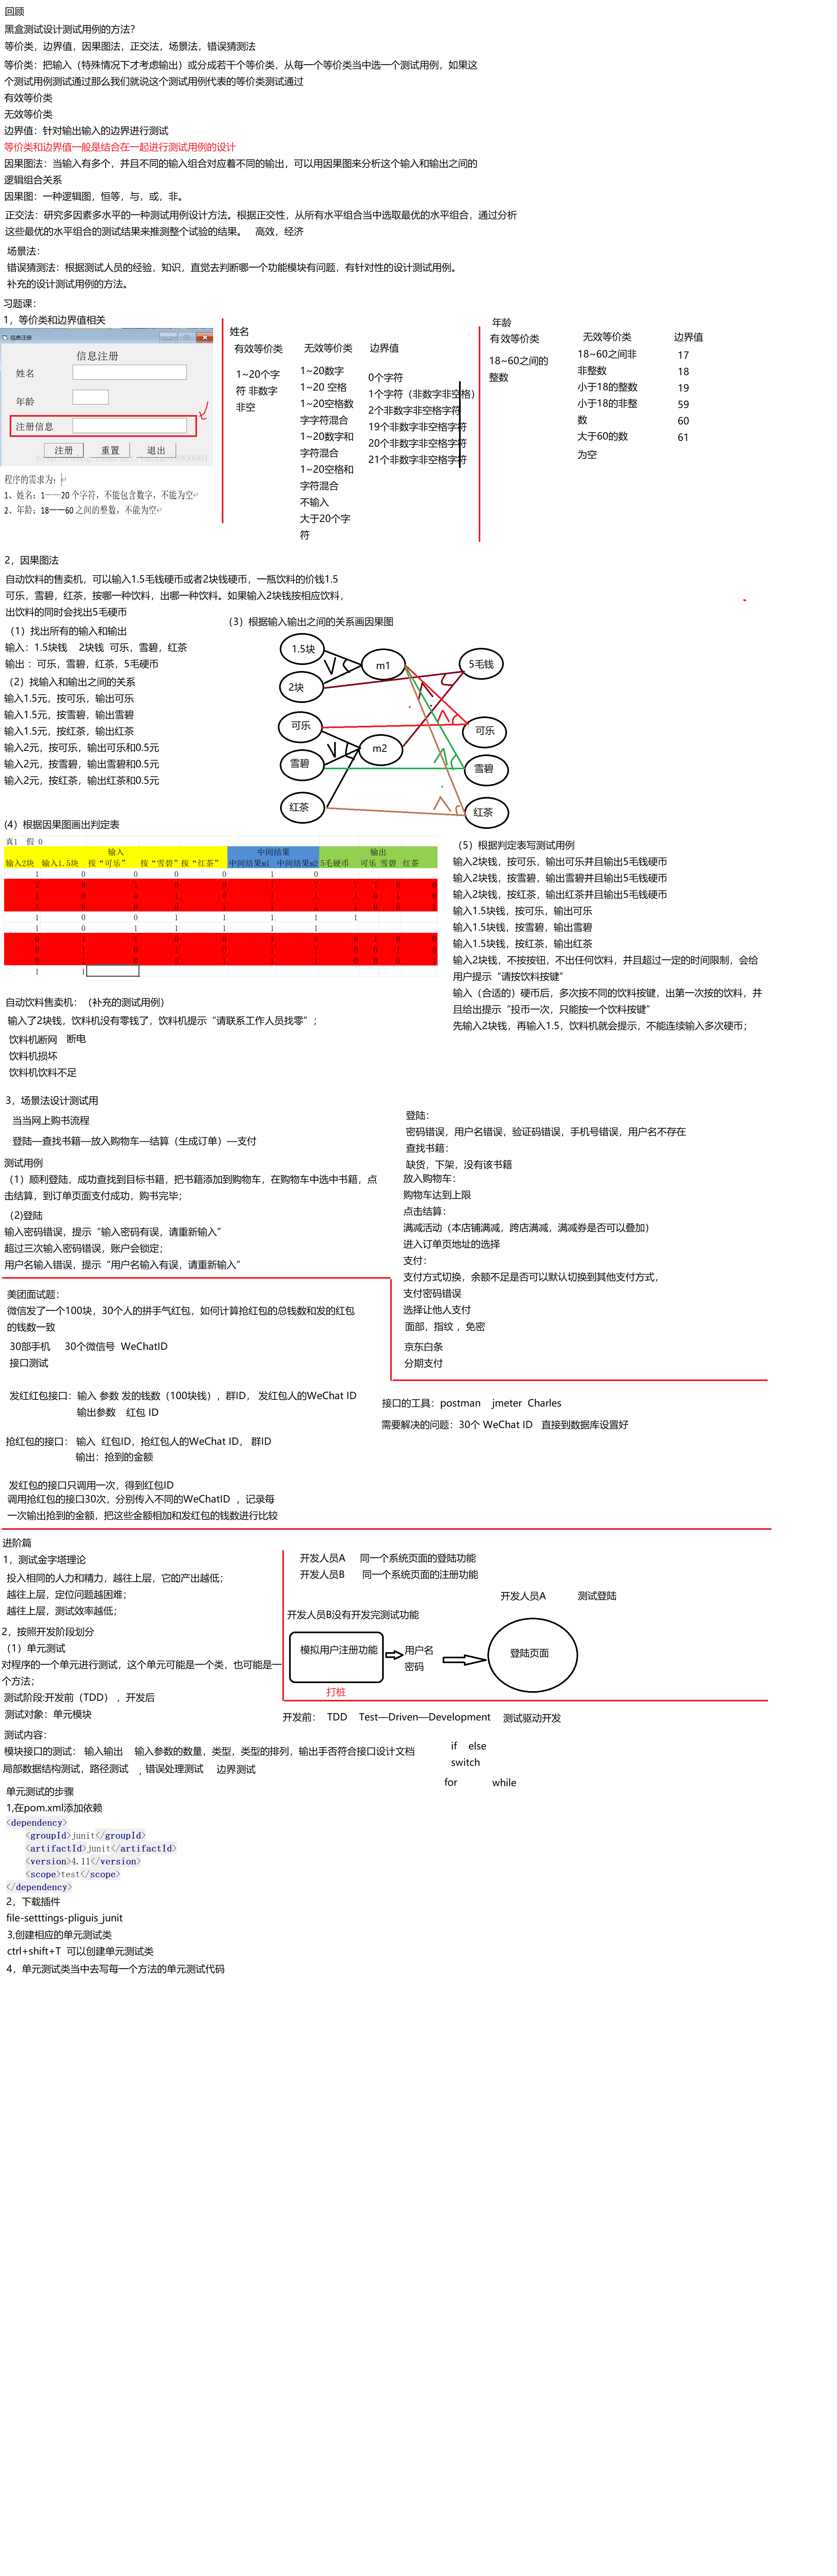 回顾
黑盒测试设计测试用例的方法？
等价类，边界值，因果图法，正交法，场景法，错误猜测法
等价类：把输入（特殊情况下才考虑输出）或分成若干个等价类，从每一个等价类当中选一个测试用例，如果这
个测试用例测试通过那么我们就说这个测试用例代表的等价类测试通过
有效等价类
无效等价类
边界值：针对输出输入的边界进行测试
等价类和边界值一般是结合在一起进行测试用例的设计
因果图法：当输入有多个，并且不同的输入组合对应着不同的输出，可以用因果图来分析这个输入和输出之间的
逻辑组合关系
因果图：一种逻辑图，恒等，与，或，非。
正交法：研究多因素多水平的一种测试用例设计方法。根据正交性，从所有水平组合当中选取最优的水平组合，通过分析
这些最优的水平组合的测试结果来推测整个试验的结果。 高效，经济
场景法：
错误猜测法：根据测试人员的经验，知识，直觉去判断哪一个功能模块有问题，有针对性的设计测试用例。
补充的设计测试用例的方法。
习题课：
1，等价类和边界值相关
信息注册
信息注册
姓名
年龄
注册信息
注册 重置 退出
程序的需求为：
1、姓名：1——20 个字符，不能包含数字，不能为空
2、年龄：18——60 之间的整数，不能为空
姓名
有效等价类
1~20个字
符 非数字
非空
无效等价类
1~20数字
1~20 空格
1~20空格数
字字符混合
1~20数字和
字符混合
1~20空格和
字符混合
不输入
大于20个字
符
边界值
0个字符
1个字符（非数字非空格）
2个非数字非空格字符
19个非数字非空格字符
20个非数字非空格字符
21个非数字非空格字符
年龄
有效等价类
18~60之间的
整数
无效等价类
18~60之间非
非整数
小于18的整数
小于18的非整
数
大于60的数
为空
边界值
17
18
19
59
60
61
2，因果图法
自动饮料的售卖机，可以输入1.5毛钱硬币或者2块钱硬币，一瓶饮料的价钱1.5
可乐，雪碧，红茶，按哪一种饮料，出哪一种饮料。如果输入2块钱按相应饮料，
出饮料的同时会找出5毛硬币
（1）找出所有的输入和输出
输入：1.5块钱 2块钱 可乐，雪碧，红茶
输出 ：可乐，雪碧，红茶，5毛硬币
（2）找输入和输出之间的关系
输入1.5元，按可乐，输出可乐
输入1.5元，按雪碧，输出雪碧
输入1.5元，按红茶，输出红茶
输入2元，按可乐，输出可乐和0.5元
输入2元，按雪碧，输出雪碧和0.5元
输入2元，按红茶，输出红茶和0.5元
（3）根据输入输出之间的关系画因果图
1.5块
2块
可乐
雪碧
红茶
m1
m2
5毛钱
可乐
雪碧
红茶
(4）根据因果图画出判定表
真1 假 0
输入 中间结果 输出
输入2块 输入1.5块 按“可乐” 按“雪碧” 按“红茶” 中间结果m1 中间结果m2 5毛硬币 可乐 雪碧 红茶
1 0 0 0 0 1 0
1 0 1 0 0 1 1 1 1 0 0
1 0 0 1 0 1 1 1 0 1 0
1 0 0 0 1 1 1 1 0 0 1
1 0 0 1 1 1 1 1
1 0 1 1 1 1 1
0 1 1 0 0 1 1 0 1 0 0
0 1 0 1 0 1 1 0 0 1 0
0 1 0 0 1 1 1 0 0 0 1
1 1
（5）根据判定表写测试用例
输入2块钱，按可乐，输出可乐并且输出5毛钱硬币
输入2块钱，按雪碧，输出雪碧并且输出5毛钱硬币
输入2块钱，按红茶，输出红茶并且输出5毛钱硬币
输入1.5块钱，按可乐，输出可乐
输入1.5块钱，按雪碧，输出雪碧
输入1.5块钱，按红茶，输出红茶
输入2块钱，不按按钮，不出任何饮料，并且超过一定的时间限制，会给
用户提示“请按饮料按键”
输入（合适的）硬币后，多次按不同的饮料按键，出第一次按的饮料，并
且给出提示“投币一次，只能按一个饮料按键”
先输入2块钱，再输入1.5，饮料机就会提示，不能连续输入多次硬币；
自动饮料售卖机：（补充的测试用例）
输入了2块钱，饮料机没有零钱了，饮料机提示“请联系工作人员找零”；
饮料机断网 断电
饮料机损坏
饮料机饮料不足
3，场景法设计测试用
当当网上购书流程
登陆—查找书籍—放入购物车—结算（生成订单）—支付
测试用例
（1）顺利登陆，成功查找到目标书籍，把书籍添加到购物车，在购物车中选中书籍，点
击结算，到订单页面支付成功，购书完毕；
（2)登陆
输入密码错误，提示“输入密码有误，请重新输入”
超过三次输入密码错误，账户会锁定；
用户名输入错误，提示“用户名输入有误，请重新输入”
登陆：
密码错误，用户名错误，验证码错误，手机号错误，用户名不存在
查找书籍：
缺货，下架，没有该书籍
放入购物车：
购物车达到上限
点击结算：
满减活动（本店铺满减，跨店满减，满减券是否可以叠加）
进入订单页地址的选择
支付：
支付方式切换，余额不足是否可以默认切换到其他支付方式，
支付密码错误
选择让他人支付
面部，指纹 ，免密
京东白条
分期支付
美团面试题：
微信发了一个100块，30个人的拼手气红包，如何计算抢红包的总钱数和发的红包
的钱数一致
30部手机 30个微信号 WeChatID
接口测试
发红红包接口：输入 参数 发的钱数（100块钱），群ID， 发红包人的WeChat ID
输出参数 红包 ID
抢红包的接口： 输入 红包ID，抢红包人的WeChat ID， 群ID
输出：抢到的金额
发红包的接口只调用一次，得到红包ID
调用抢红包的接口30次，分别传入不同的WeChatID ，记录每
一次输出抢到的金额，把这些金额相加和发红包的钱数进行比较
接口的工具：postman jmeter Charles
需要解决的问题：30个 WeChat ID 直接到数据库设置好
进阶篇
1，测试金字塔理论
投入相同的人力和精力，越往上层，它的产出越低；
越往上层，定位问题越困难；
越往上层，测试效率越低；
2，按照开发阶段划分
（1）单元测试
对程序的一个单元进行测试，这个单元可能是一个类，也可能是一
个方法；
测试阶段:开发前（TDD） ，开发后
测试对象：单元模块
开发人员A 同一个系统页面的登陆功能
开发人员B 同一个系统页面的注册功能
开发人员A 测试登陆
开发人员B没有开发完测试功能
模拟用户注册功能
用户名
密码
登陆页面
打桩
开发前： TDD Test—Driven—Development 测试驱动开发
测试内容：
模块接口的测试： 输入输出 输入参数的数量，类型，类型的排列，输出手否符合接口设计文档
局部数据结构测试，路径测试 ，错误处理测试 边界测试
if else
switch
for while
单元测试的步骤
1,在pom.xml添加依赖
<dependency>
<groupId>junit</groupId>
<artifactId>junit</artifactId>
<version>4.11</version>
<scope>test</scope>
</dependency>
2，下载插件
file-setttings-pliguis_junit
3,创建相应的单元测试类
ctrl+shift+T 可以创建单元测试类
4，单元测试类当中去写每一个方法的单元测试代码